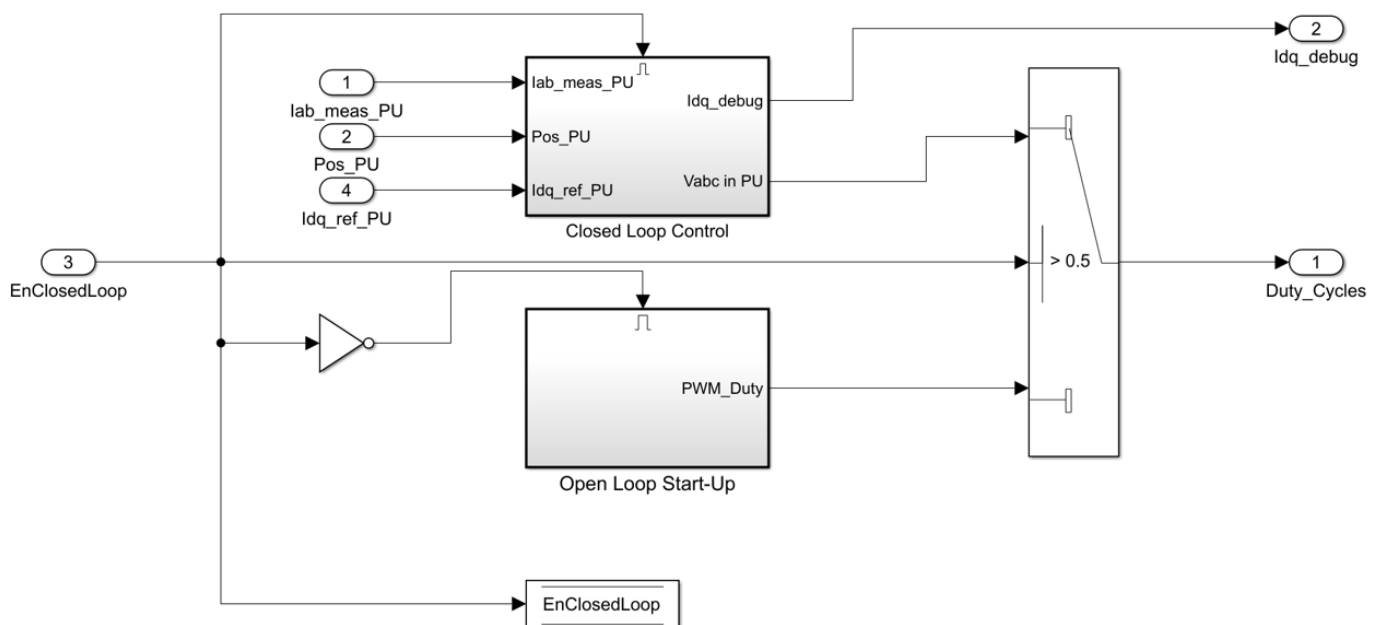 2
Idq_debug
1
Iab_meas_PU
2
Pos_PU
4
Idq_ref_PU
Iab_meas_PU
Pos_PU
Idq_ref_PU
Idq_debug
Vabc in PU
Closed Loop Control
3
EnClosedLoop
> 0.5
1
Duty_Cycles
PWM_Duty
Open Loop Start-Up
EnClosedLoop